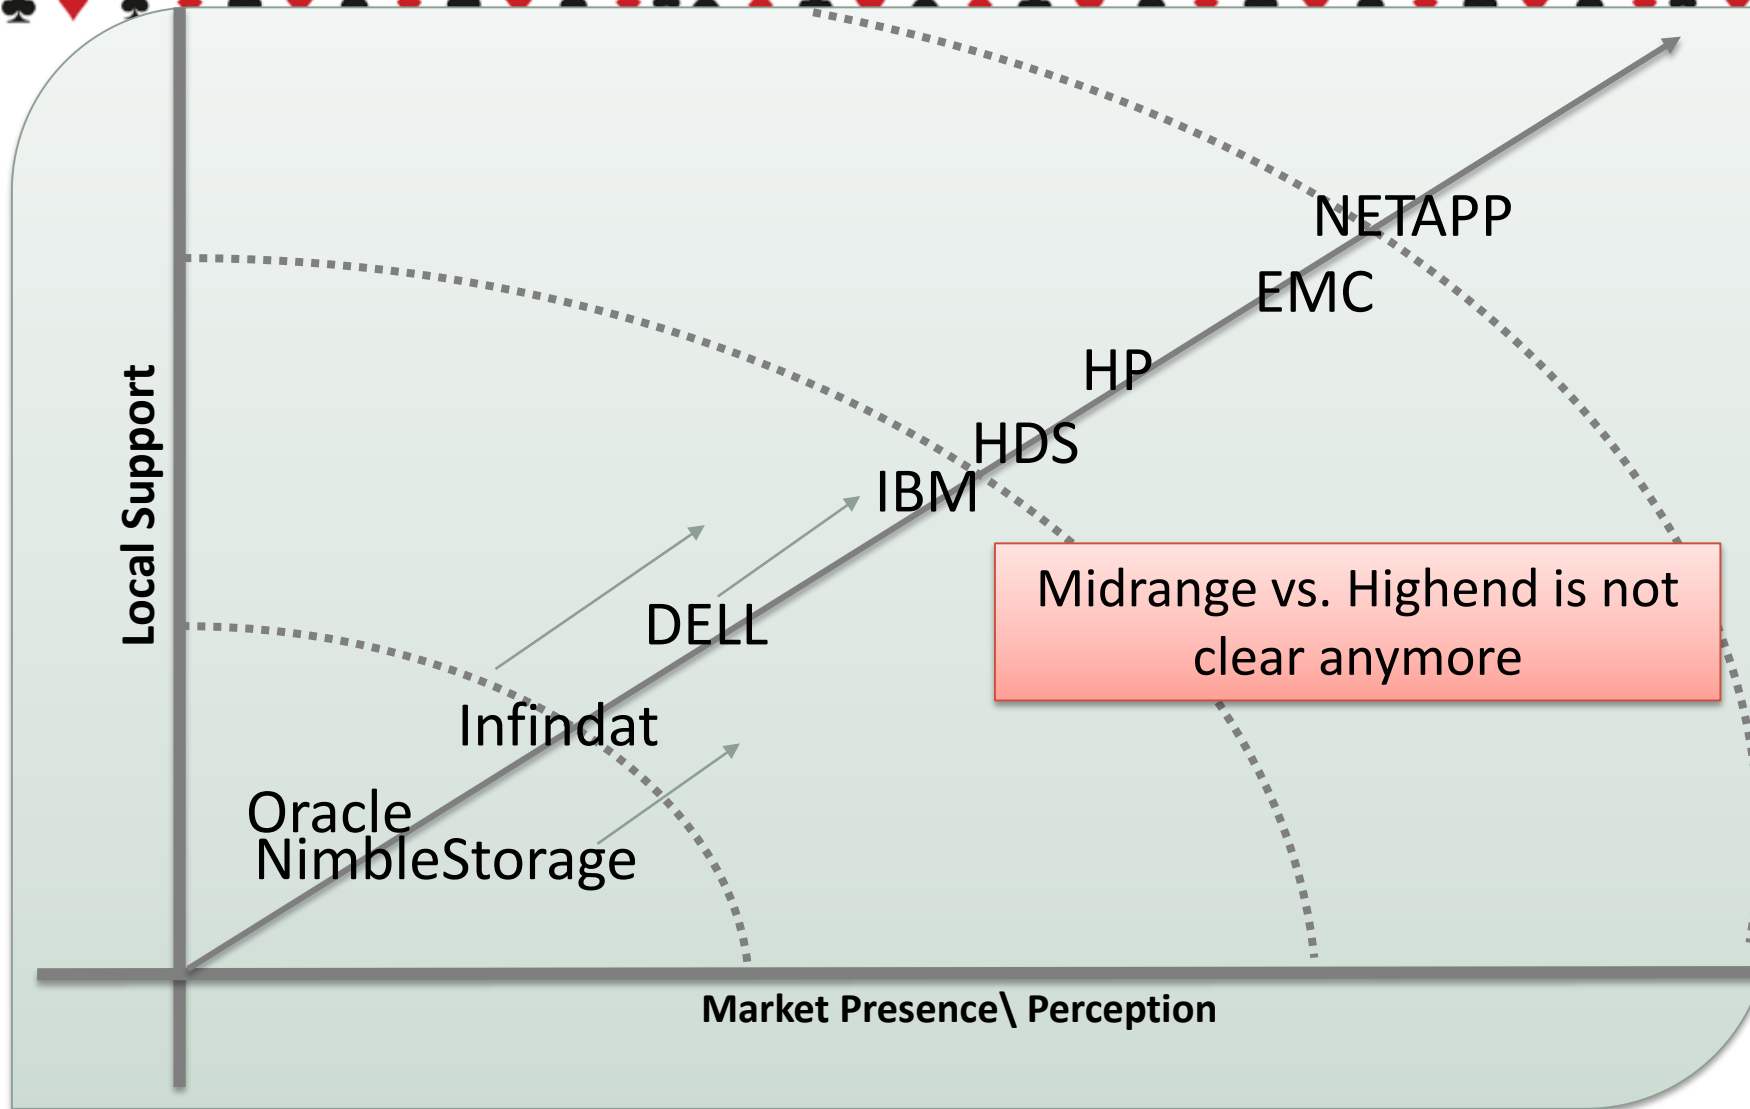 NETAPP
EMC
HP
HDS
IBM
Local Support
Midrange vs. Highend is not
clear anymore
DELL
Infindat
Oracle
NimbleStorage
Market Presence\ Perception